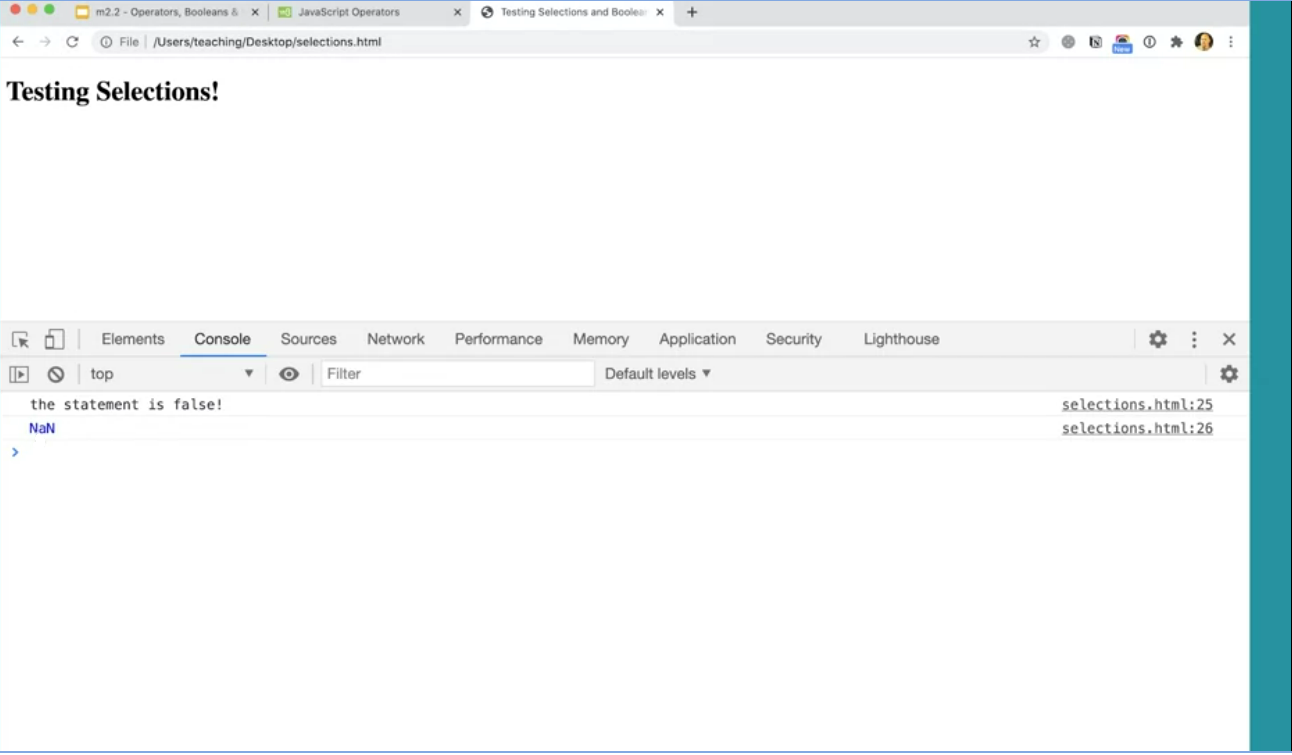 m2.2 - Operators, Booleans &
JavaScript Operators
Testing Selections and Boolean
File
/Users/teaching/Desktop/selections.html
New
Testing Selections!
Elements
Console
Sources
Network
Performance
Memory
Application
Security
Lighthouse
top
Filter
Default levels
the statement is false!
selections.html:25
NaN
selections.html:26